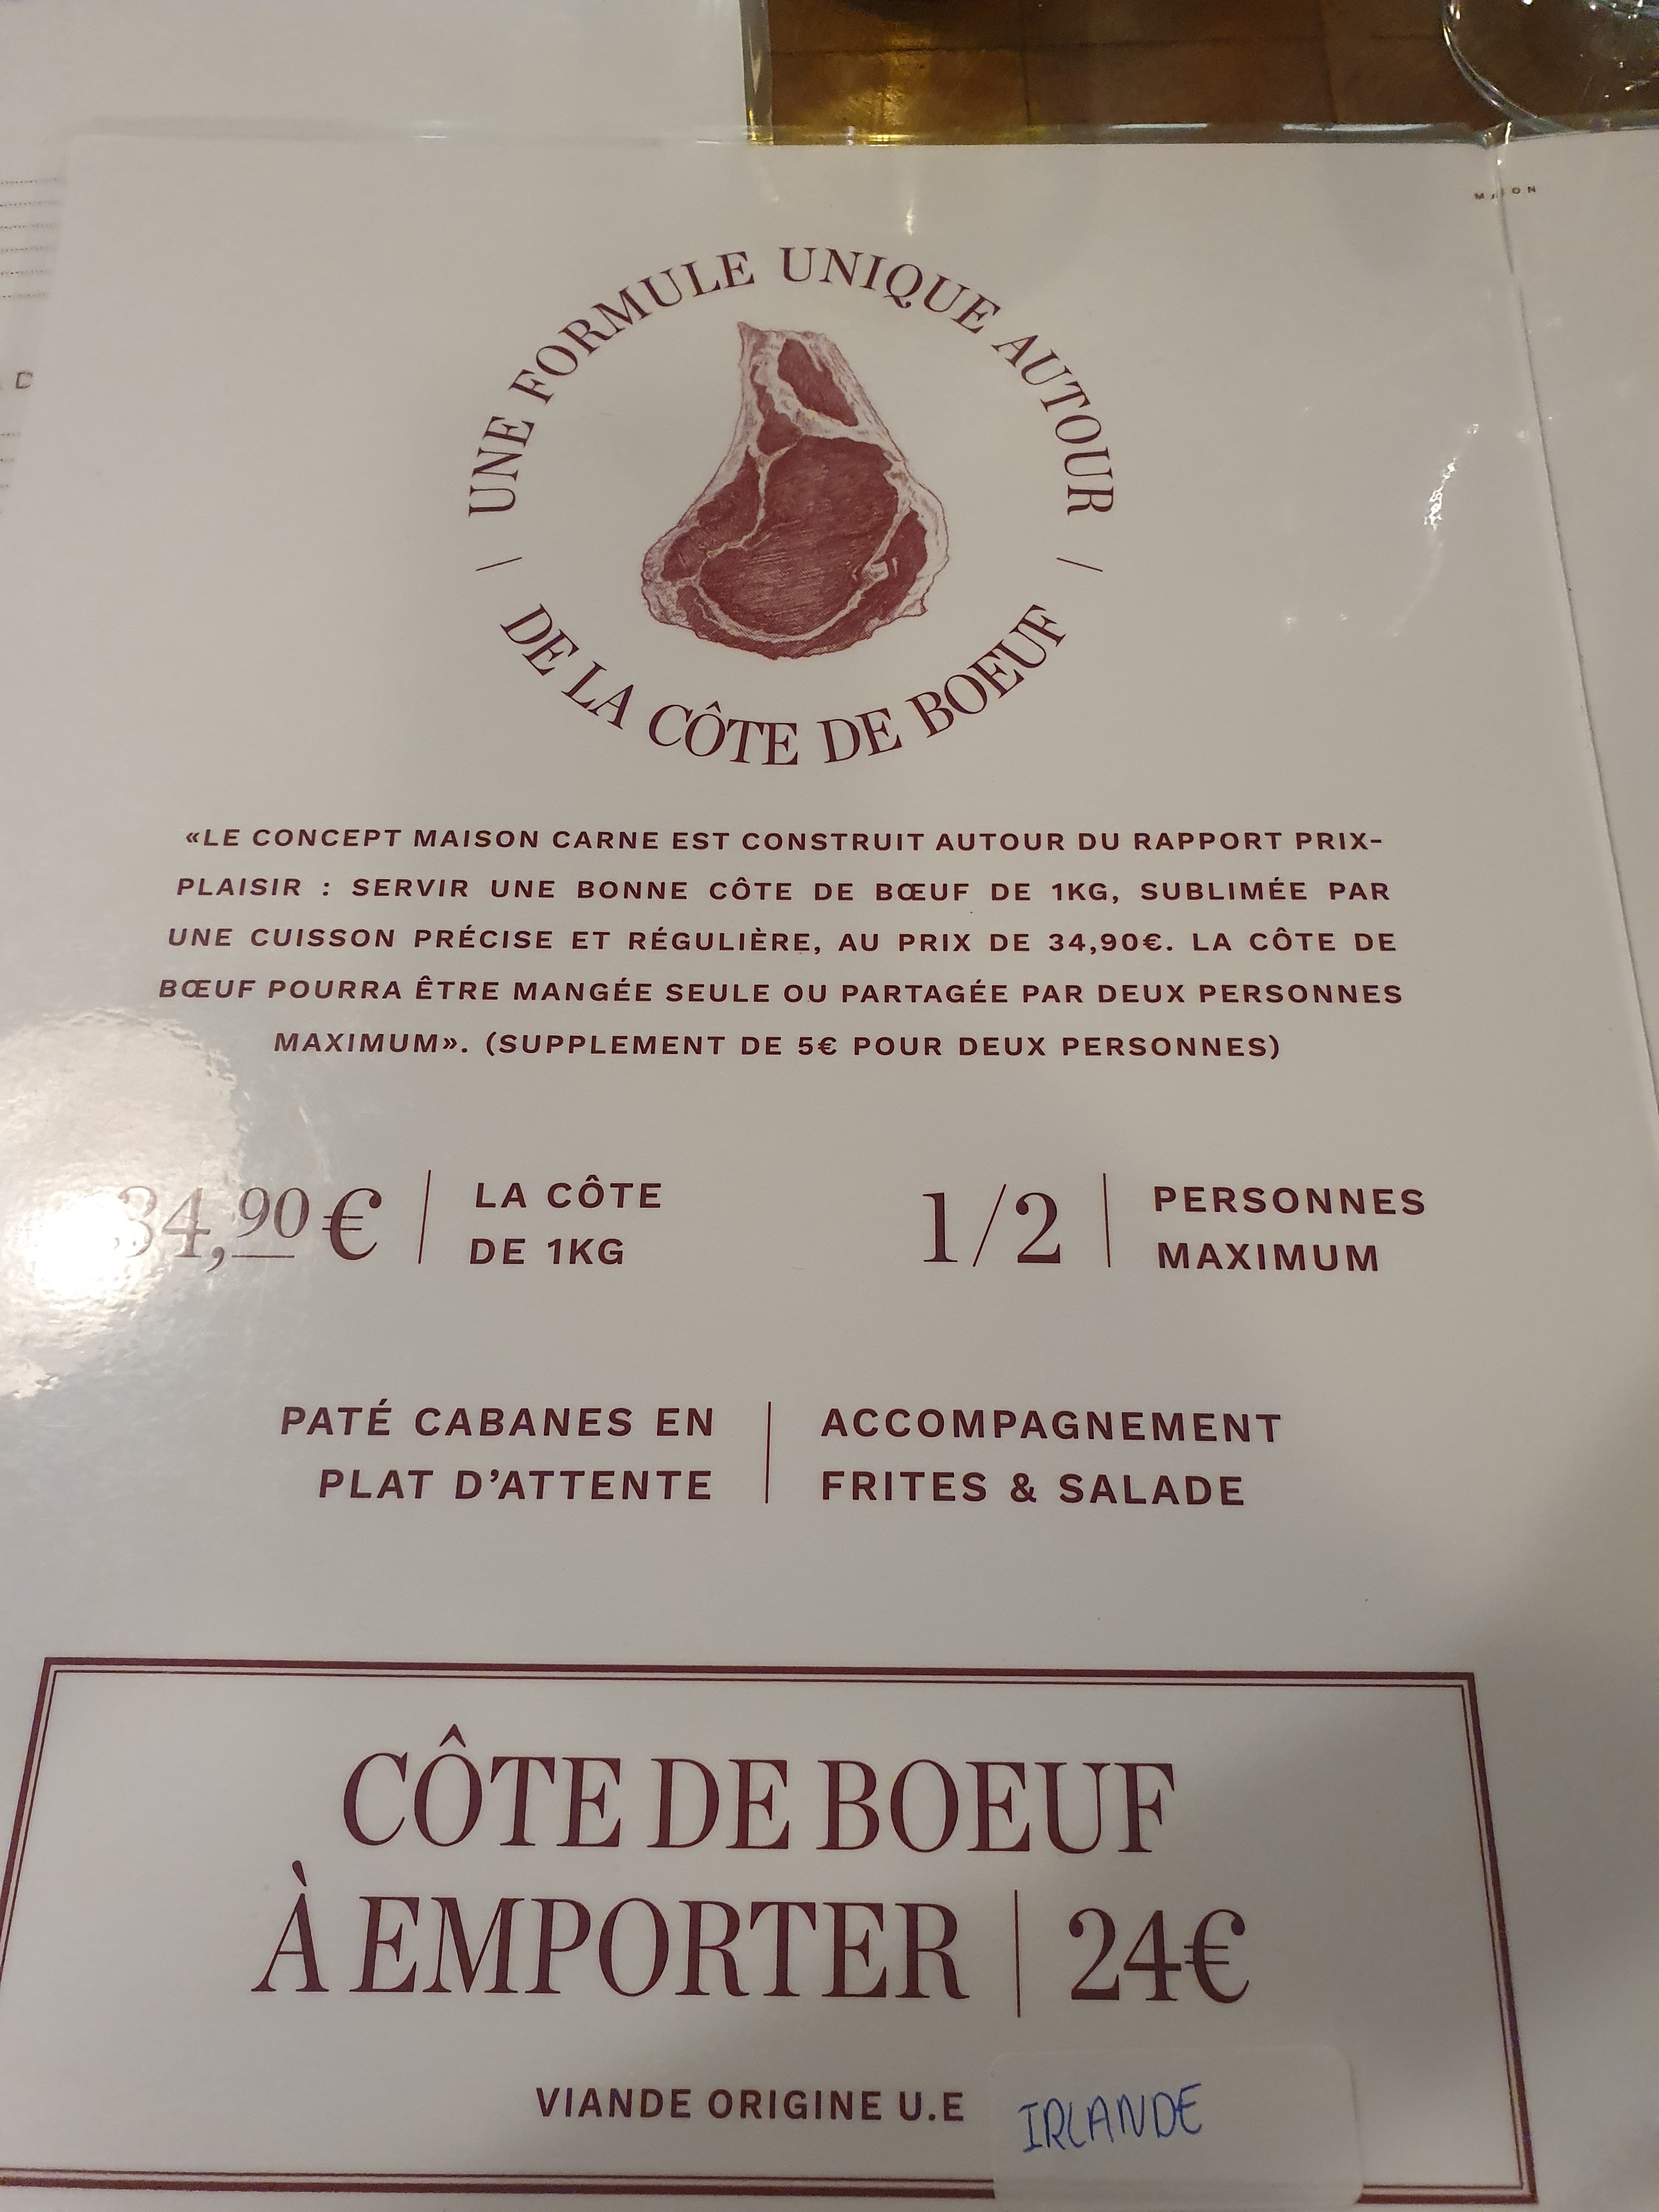 UNE FORMULE UNIQUE AUTOUR
DE LA CÔTE DE BOEUF
«LE CONCEPT MAISON CARNE EST CONSTRUIT AUTOUR DU RAPPORT PRIX-
PLAISIR : SERVIR UNE BONNE CÔTE DE BŒUF DE 1KG, SUBLIMÉE PAR
UNE CUISSON PRÉCISE ET RÉGULIÈRE, AU PRIX DE 34,90€. LA CÔTE DE
BŒUF POURRA ÊTRE MANGÉE SEULE OU PARTAGÉE PAR DEUX PERSONNES
MAXIMUM». (SUPPLEMENT DE 5€ POUR DEUX PERSONNES)
34,90€ | LA CÔTE
DE 1KG
1/2 | PERSONNES
MAXIMUM
PATÉ CABANES EN
PLAT D'ATTENTE
ACCOMPAGNEMENT
FRITES & SALADE
CÔTE DE BOEUF
À EMPORTER | 24€
VIANDE ORIGINE U.E IRLANDE